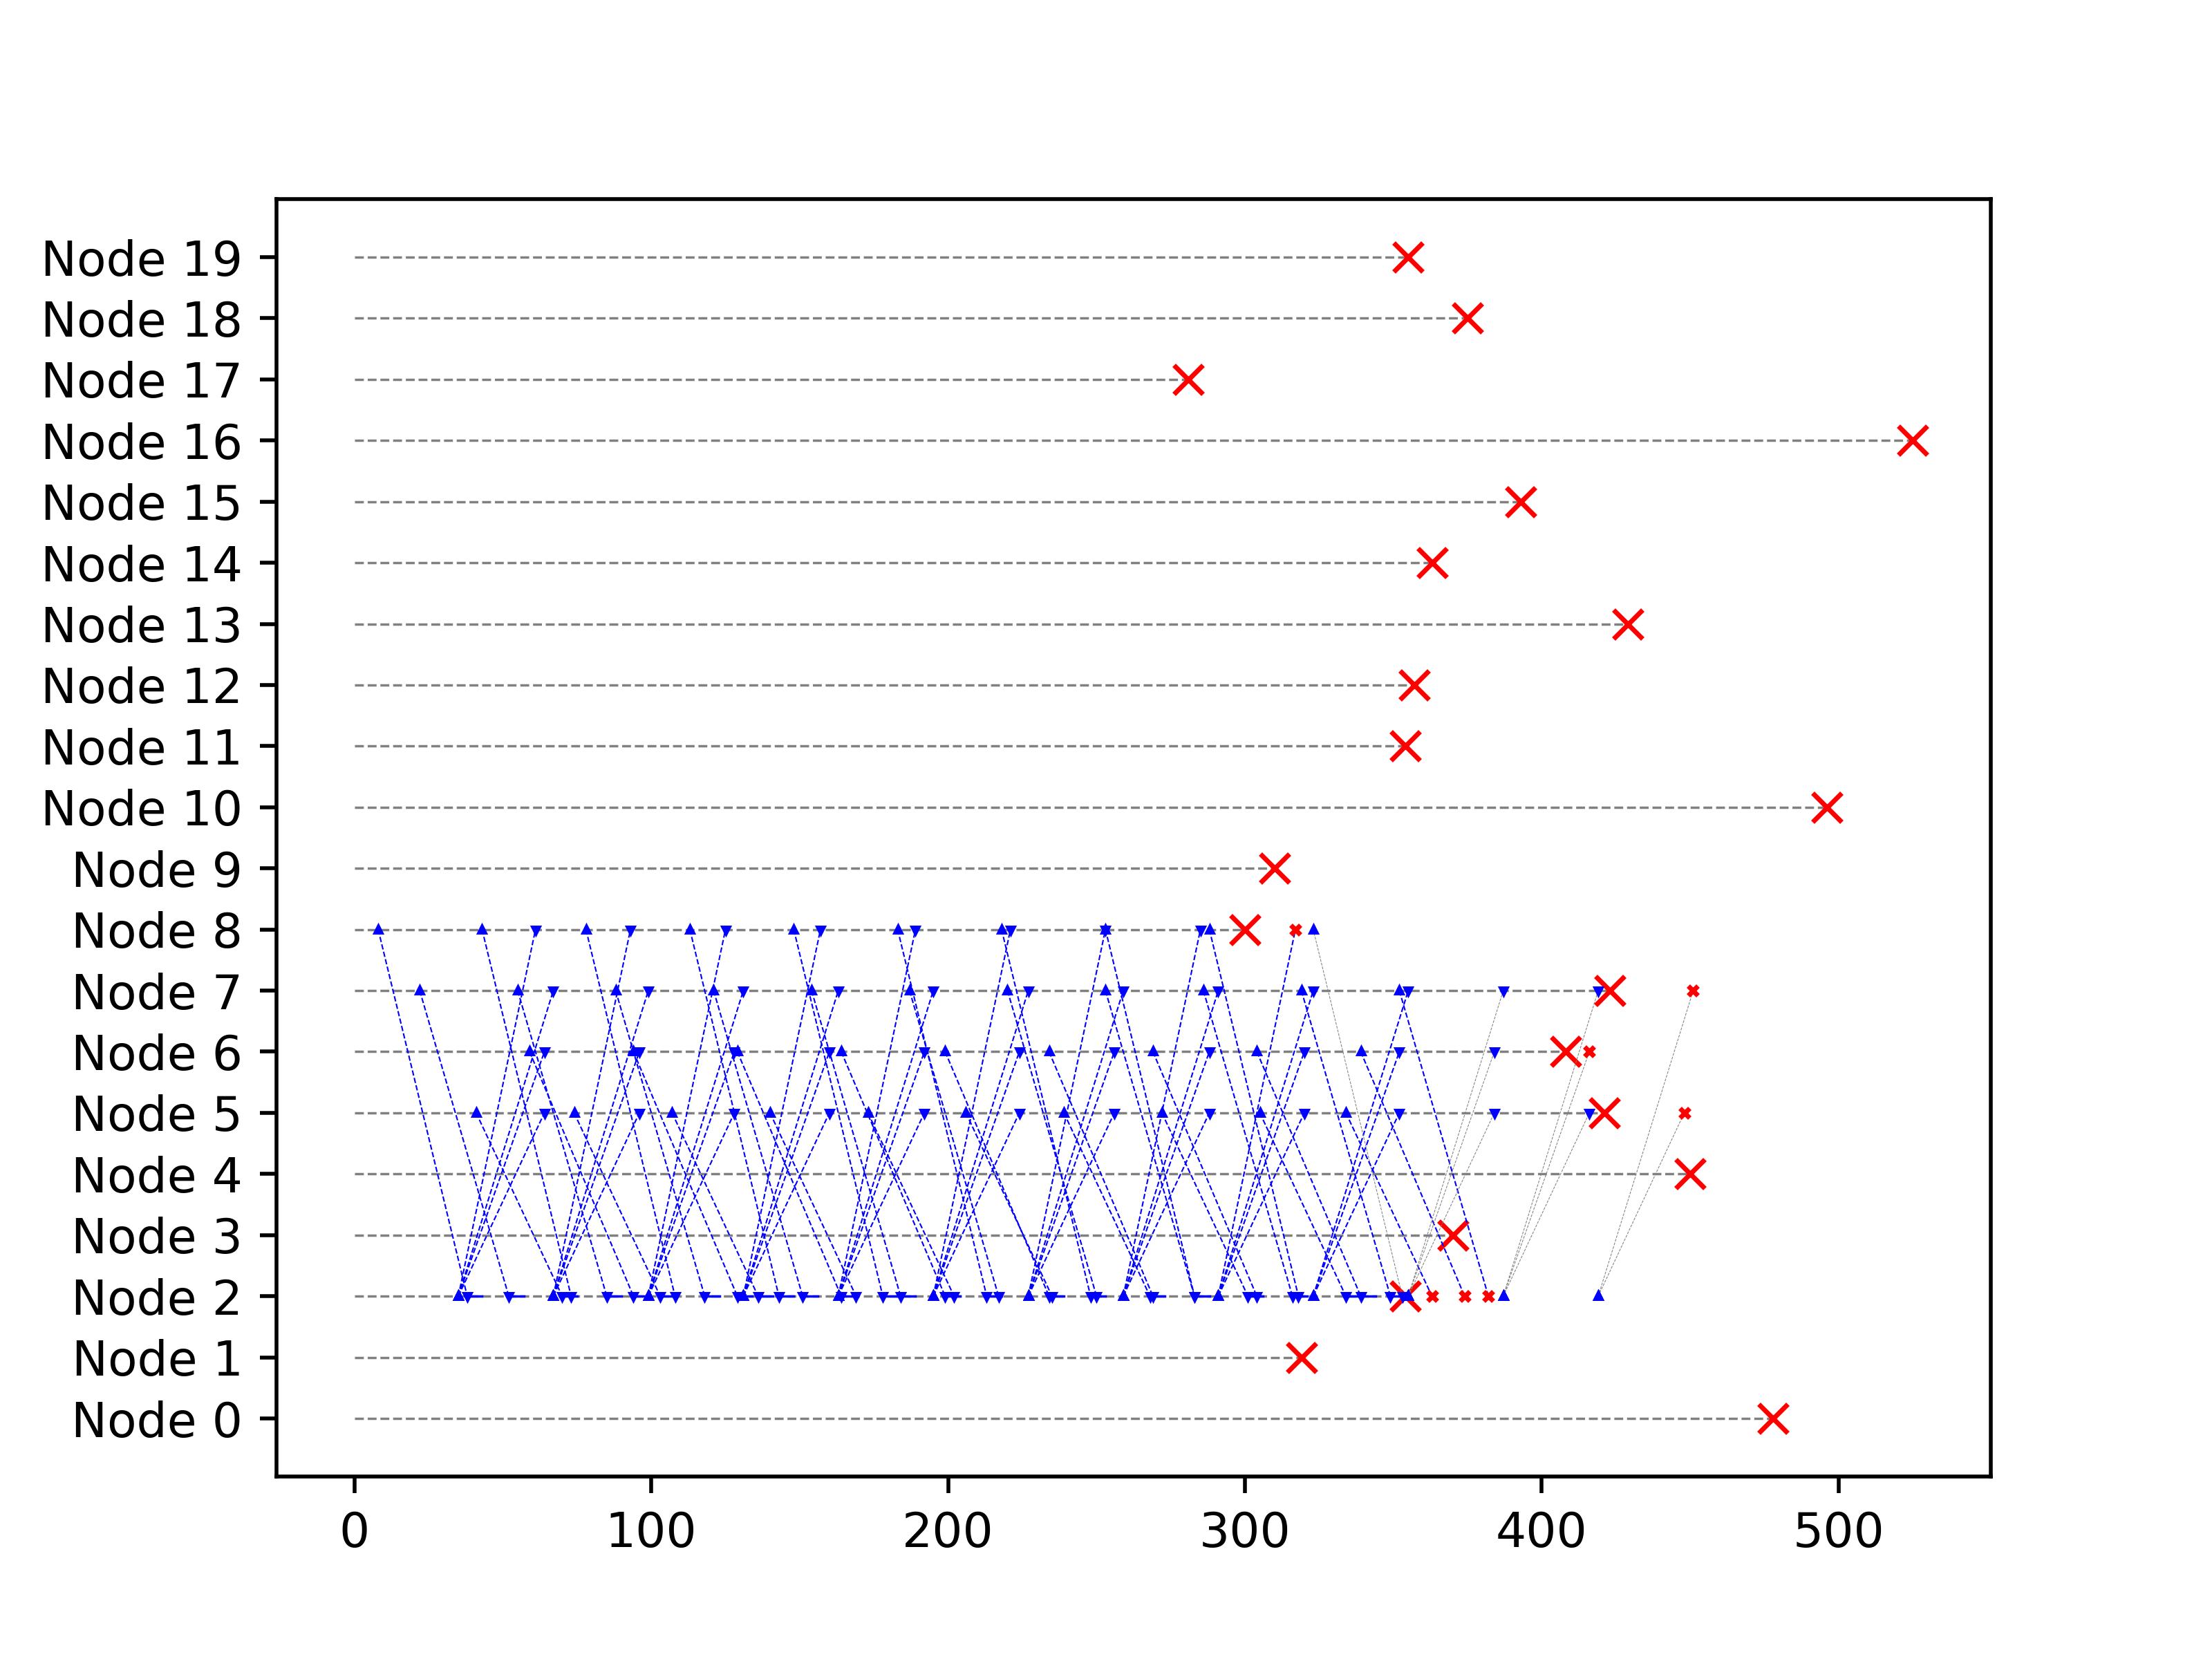 Node 19
Node 18
Node 17
Node 16
Node 15
Node 14
Node 13
Node 12
Node 11
Node 10
Node 9
Node 8
Node 7
Node 6
Node 5
Node 4
Node 3
Node 2
Node 1
Node 0
0 100 200 300 400 500